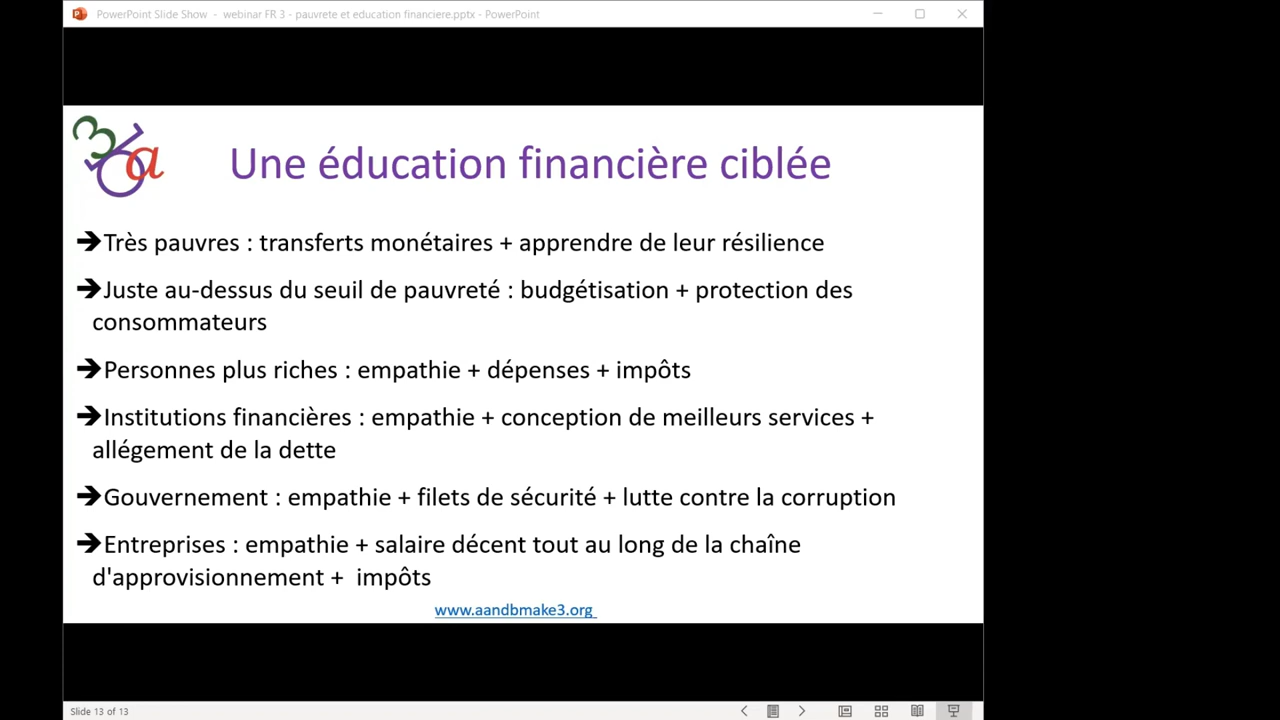 PowerPoint Slide Show - webinar FR 3 - pauvrete et education financiere.pptx - PowerPoint
3
a
Une éducation financière ciblée
➔Très pauvres : transferts monétaires + apprendre de leur résilience
➔Juste au-dessus du seuil de pauvreté : budgétisation + protection des
consommateurs
➔Personnes plus riches : empathie + dépenses + impôts
➔Institutions financières : empathie + conception de meilleurs services +
allégement de la dette
➔Gouvernement : empathie + filets de sécurité + lutte contre la corruption
➔Entreprises : empathie + salaire décent tout au long de la chaîne
d'approvisionnement + impôts
www.aandbmake3.org
Slide 13 of 13